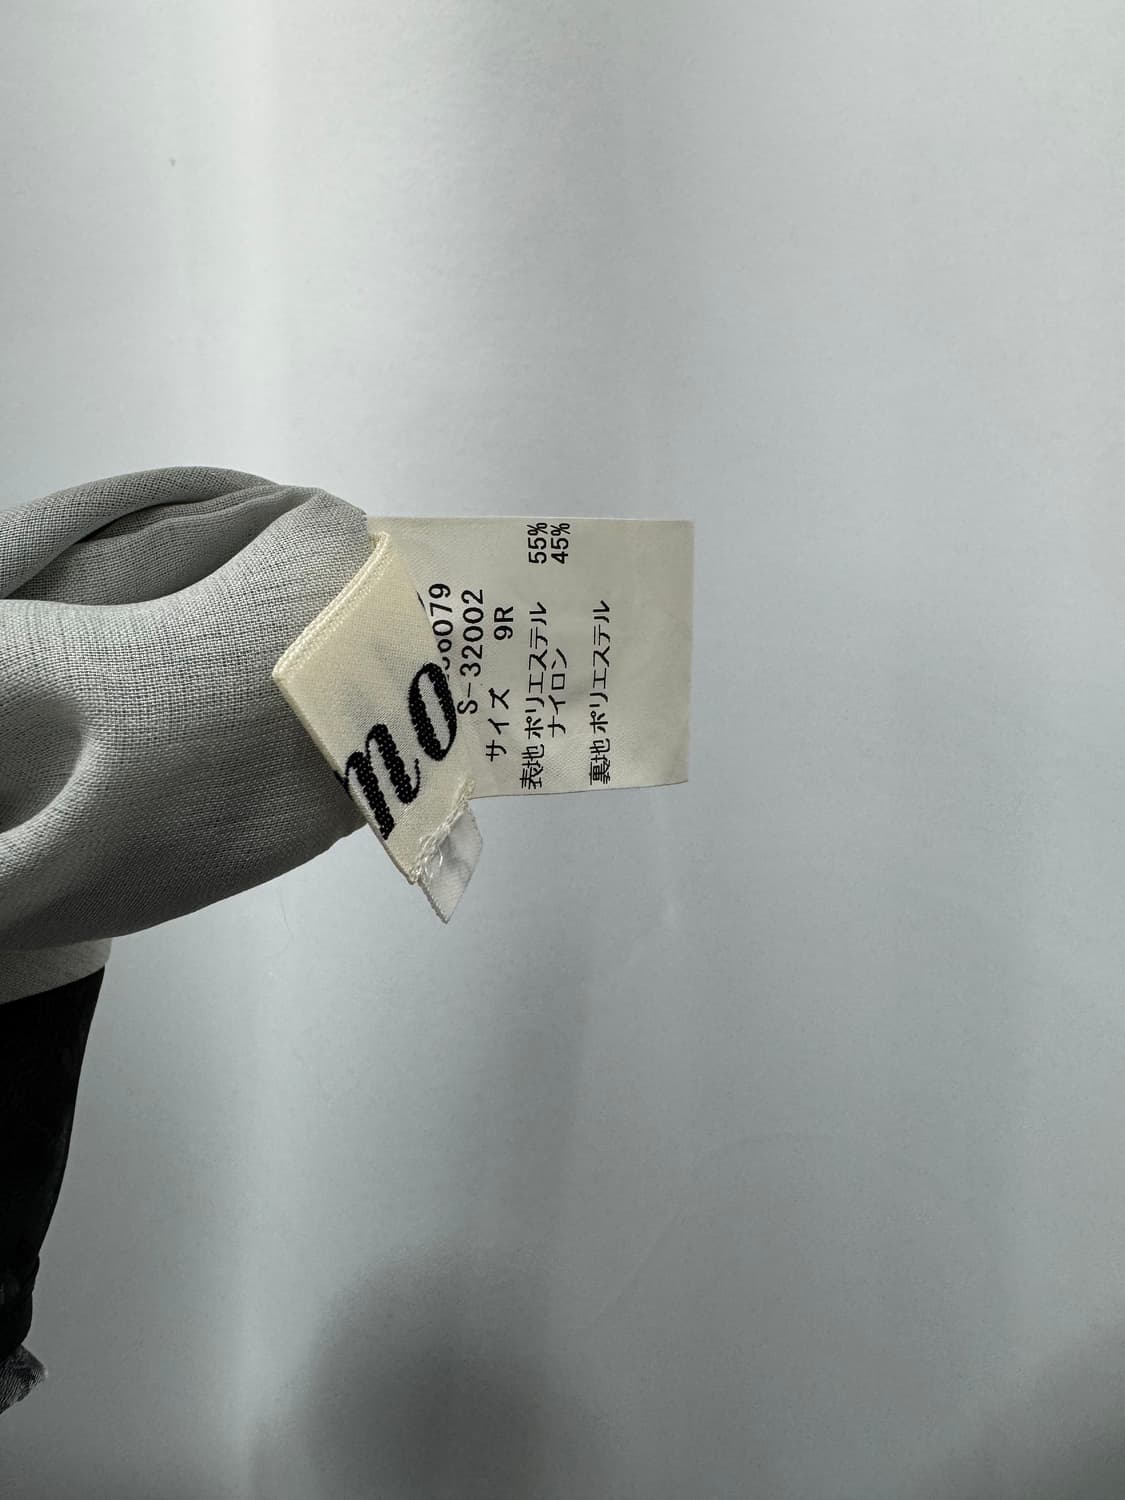 mo
6079
S-32002
サイズ 9R
表地 ポリエステル 55%
ナイロン 45%
裏地 ポリエステル